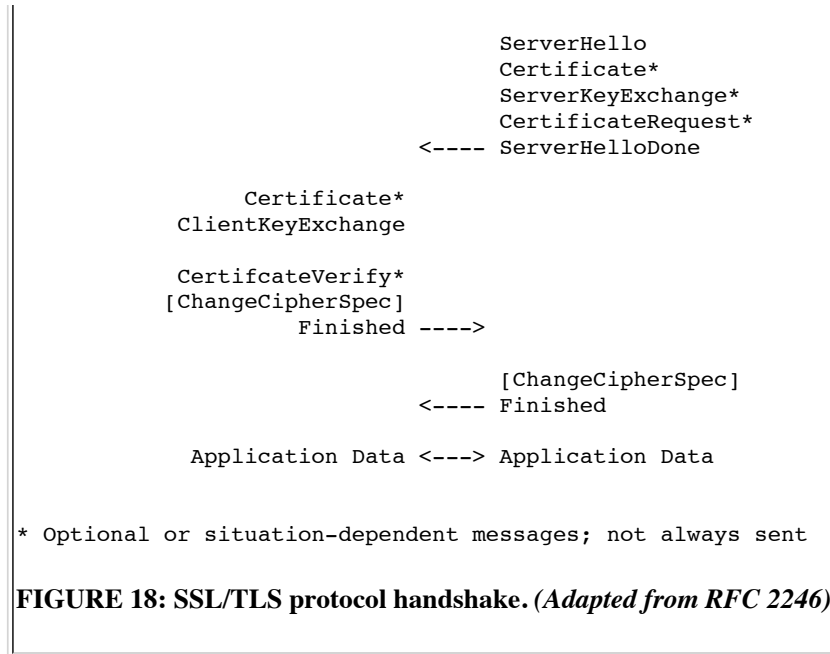 ServerHello
Certificate*
ServerKeyExchange*
CertificateRequest*
<---- ServerHelloDone
Certificate*
ClientKeyExchange
CertifcateVerify*
[ChangeCipherSpec]
Finished ---->
[ChangeCipherSpec]
<---- Finished
Application Data <---> Application Data
* Optional or situation-dependent messages; not always sent
FIGURE 18: SSL/TLS protocol handshake. (Adapted from RFC 2246)